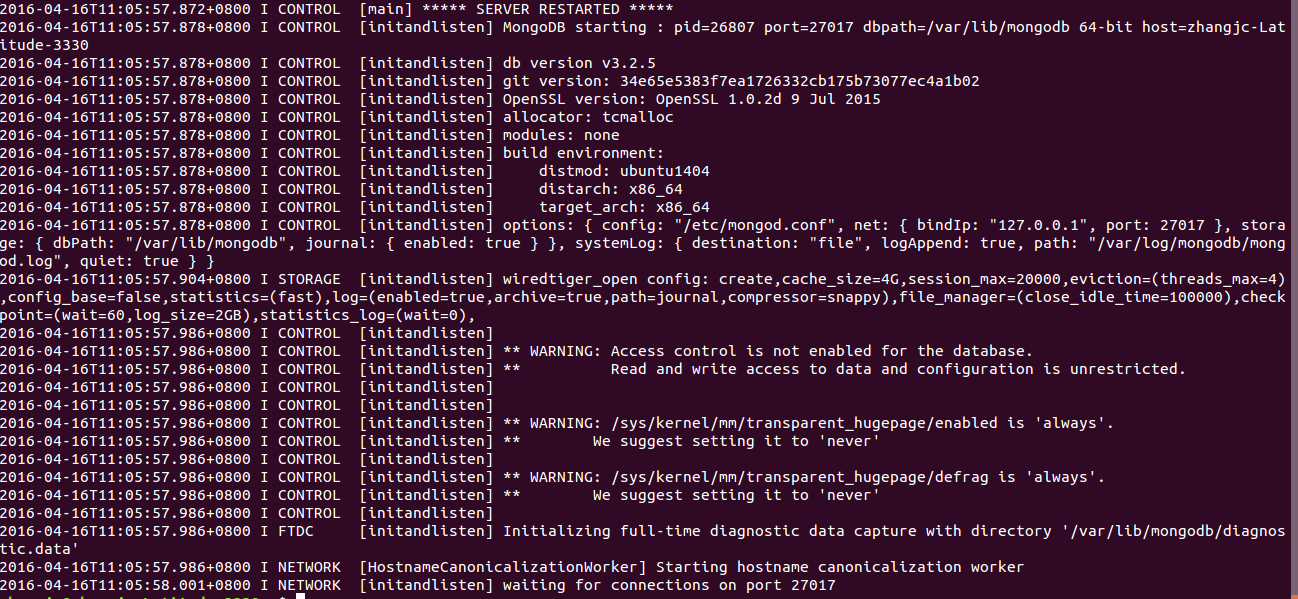 2016-04-16T11:05:57.872+0800 I CONTROL  [main] ***** SERVER RESTARTED *****
2016-04-16T11:05:57.878+0800 I CONTROL  [initandlisten] MongoDB starting : pid=26807 port=27017 dbpath=/var/lib/mongodb 64-bit host=zhangjc-Lat
itude-3330
2016-04-16T11:05:57.878+0800 I CONTROL  [initandlisten] db version v3.2.5
2016-04-16T11:05:57.878+0800 I CONTROL  [initandlisten] git version: 34e65e5383f7ea1726332cb175b73077ec4a1b02
2016-04-16T11:05:57.878+0800 I CONTROL  [initandlisten] OpenSSL version: OpenSSL 1.0.2d 9 Jul 2015
2016-04-16T11:05:57.878+0800 I CONTROL  [initandlisten] allocator: tcmalloc
2016-04-16T11:05:57.878+0800 I CONTROL  [initandlisten] modules: none
2016-04-16T11:05:57.878+0800 I CONTROL  [initandlisten] build environment:
2016-04-16T11:05:57.878+0800 I CONTROL  [initandlisten]     distmod: ubuntu1404
2016-04-16T11:05:57.878+0800 I CONTROL  [initandlisten]     distarch: x86_64
2016-04-16T11:05:57.878+0800 I CONTROL  [initandlisten]     target_arch: x86_64
2016-04-16T11:05:57.878+0800 I CONTROL  [initandlisten] options: { config: "/etc/mongod.conf", net: { bindIp: "127.0.0.1", port: 27017 }, stora
ge: { dbPath: "/var/lib/mongodb", journal: { enabled: true } }, systemLog: { destination: "file", logAppend: true, path: "/var/log/mongodb/mong
od.log", quiet: true } }
2016-04-16T11:05:57.904+0800 I STORAGE  [initandlisten] wiredtiger_open config: create,cache_size=4G,session_max=20000,eviction=(threads_max=4)
,config_base=false,statistics=(fast),log=(enabled=true,archive=true,path=journal,compressor=snappy),file_manager=(close_idle_time=100000),check
point=(wait=60,log_size=2GB),statistics_log=(wait=0),
2016-04-16T11:05:57.986+0800 I CONTROL  [initandlisten]
2016-04-16T11:05:57.986+0800 I CONTROL  [initandlisten] ** WARNING: Access control is not enabled for the database.
2016-04-16T11:05:57.986+0800 I CONTROL  [initandlisten] **          Read and write access to data and configuration is unrestricted.
2016-04-16T11:05:57.986+0800 I CONTROL  [initandlisten]
2016-04-16T11:05:57.986+0800 I CONTROL  [initandlisten]
2016-04-16T11:05:57.986+0800 I CONTROL  [initandlisten] ** WARNING: /sys/kernel/mm/transparent_hugepage/enabled is 'always'.
2016-04-16T11:05:57.986+0800 I CONTROL  [initandlisten] **        We suggest setting it to 'never'
2016-04-16T11:05:57.986+0800 I CONTROL  [initandlisten]
2016-04-16T11:05:57.986+0800 I CONTROL  [initandlisten] ** WARNING: /sys/kernel/mm/transparent_hugepage/defrag is 'always'.
2016-04-16T11:05:57.986+0800 I CONTROL  [initandlisten] **        We suggest setting it to 'never'
2016-04-16T11:05:57.986+0800 I CONTROL  [initandlisten]
2016-04-16T11:05:57.986+0800 I FTDC     [initandlisten] Initializing full-time diagnostic data capture with directory '/var/lib/mongodb/diagnos
tic.data'
2016-04-16T11:05:57.986+0800 I NETWORK  [HostnameCanonicalizationWorker] Starting hostname canonicalization worker
2016-04-16T11:05:58.001+0800 I NETWORK  [initandlisten] waiting for connections on port 27017